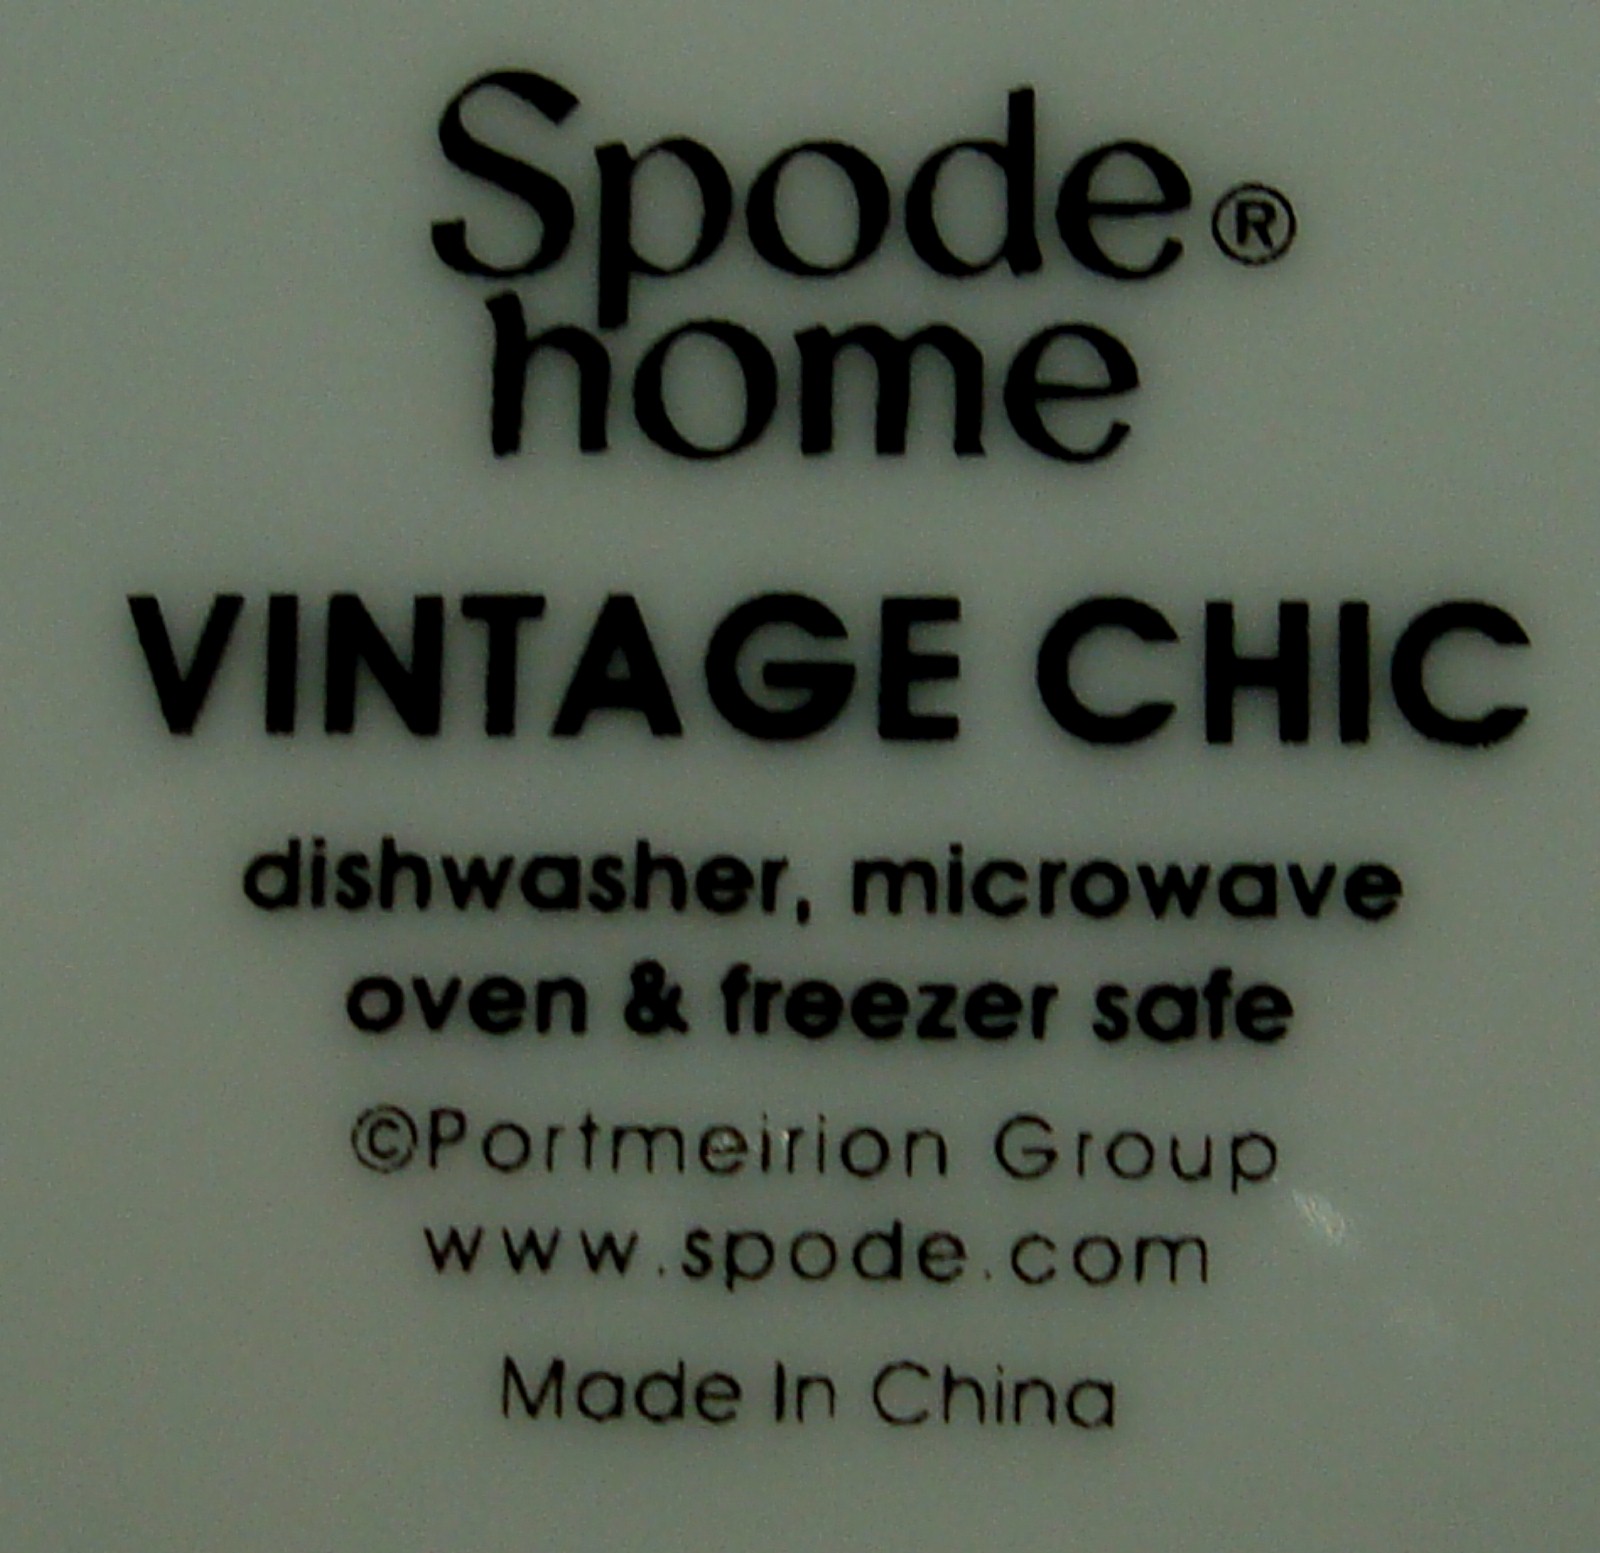 Spode®
home
VINTAGE CHIC
dishwasher, microwave
oven & freezer safe
©Portmeirion Group
www.spode.com
Made In China